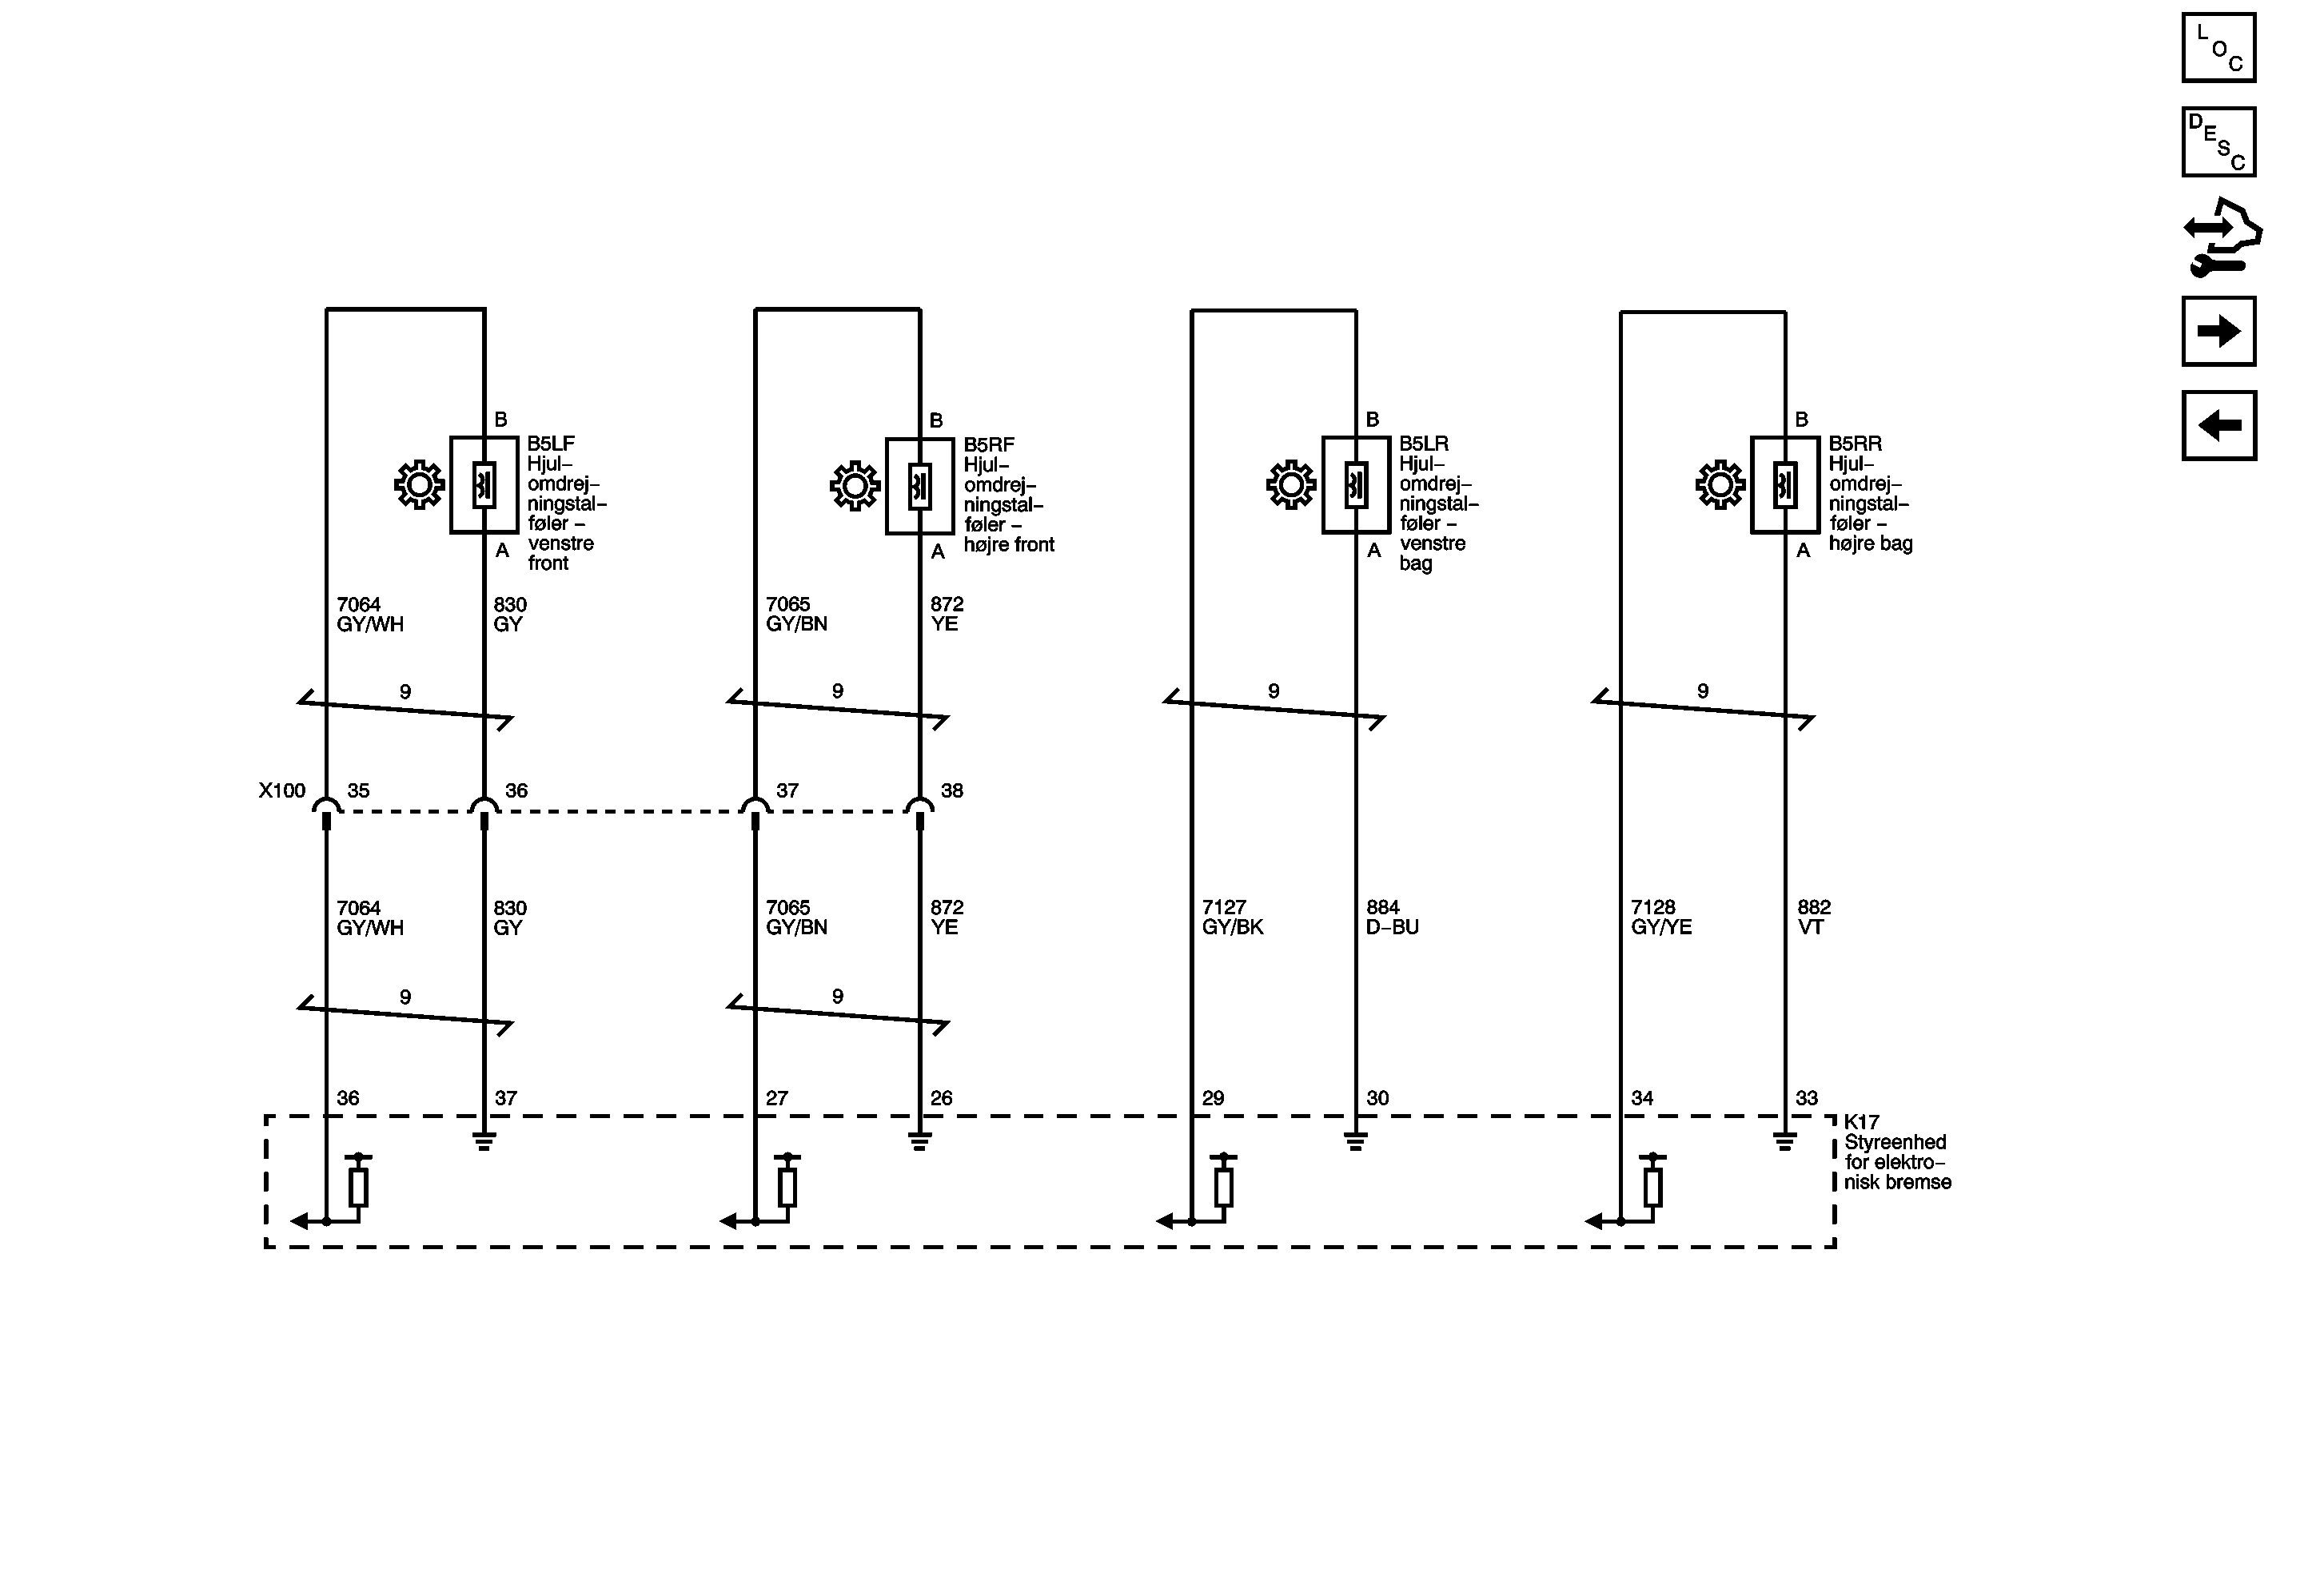 L
O
C
D
E
S
C
B
B5LF
Hjul–
omdrej–
ningstal–
føler –
venstre
front
A
B
B5RF
Hjul–
omdrej–
ningstal–
føler –
højre front
A
B
B5LR
Hjul–
omdrej–
ningstal–
føler –
venstre
bag
A
B
B5RR
Hjul–
omdrej–
ningstal–
føler –
højre bag
A
7064
GY/WH
830
GY
7065
GY/BN
872
YE
9
9
9
9
X100
35
36
37
38
7064
GY/WH
830
GY
7065
GY/BN
872
YE
7127
GY/BK
884
D–BU
7128
GY/YE
882
VT
9
9
36
37
27
26
29
30
34
33
K17
Styreenhed
for elektro–
nisk bremse